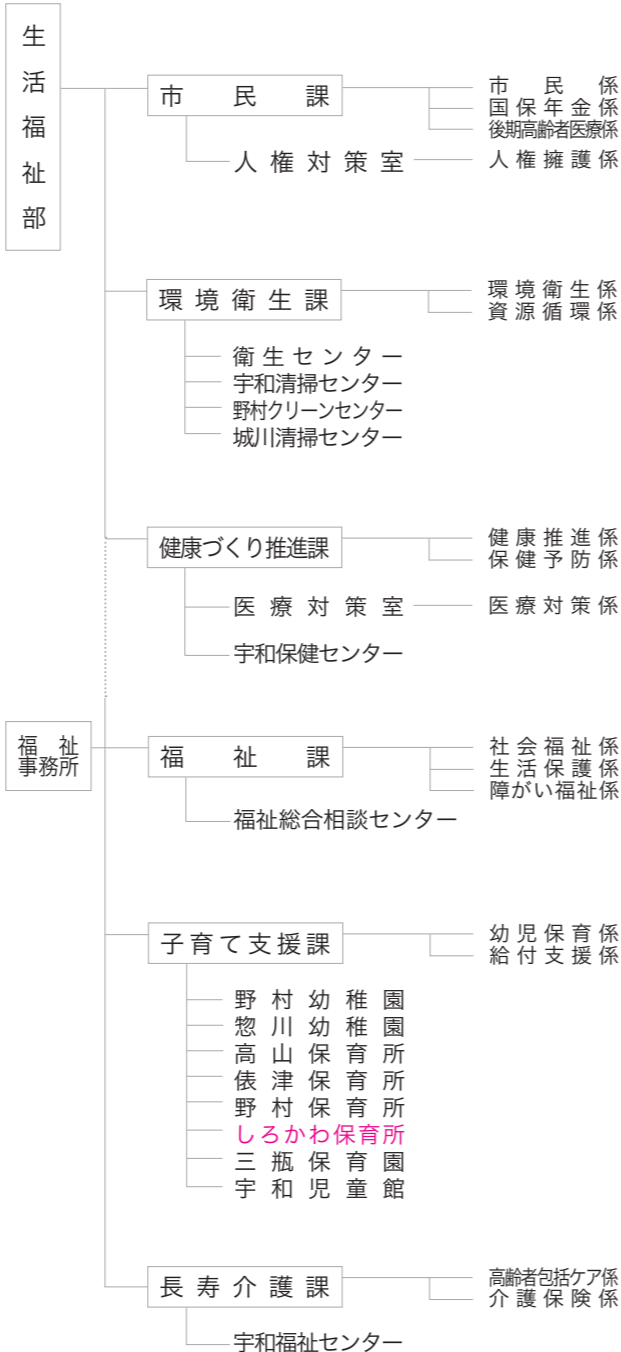 生活福祉部
市民課
市民係
国保年金係
後期高齢者医療係
人権対策室
人権擁護係
環境衛生課
環境衛生係
資源循環係
衛生センター
宇和清掃センター
野村クリーンセンター
城川清掃センター
健康づくり推進課
健康推進係
保健予防係
医療対策室
医療対策係
宇和保健センター
福祉
事務所
福祉課
社会福祉係
生活保護係
障がい福祉係
福祉総合相談センター
子育て支援課
幼児保育係
給付支援係
野村幼稚園
惣川幼稚園
高山保育所
俵津保育所
野村保育所
しろかわ保育所
三瓶保育園
宇和児童館
長寿介護課
高齢者包括ケア係
介護保険係
宇和福祉センター